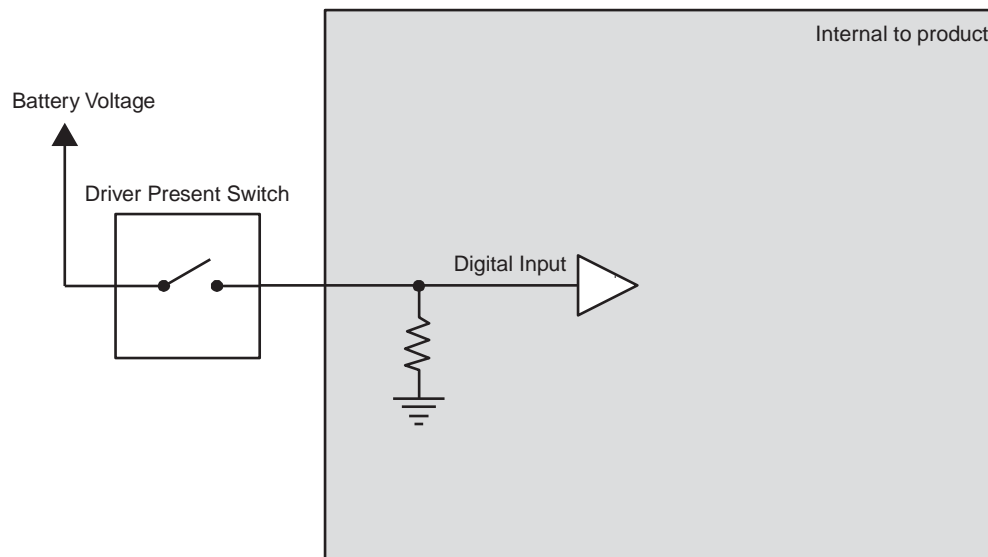 Internal to product
Battery Voltage
Driver Present Switch
Digital Input